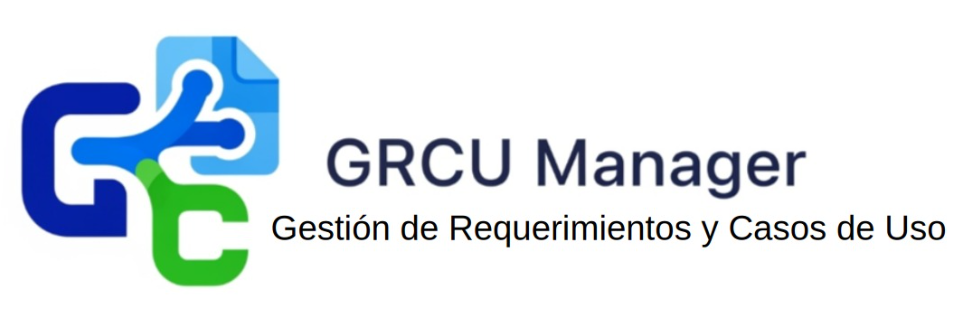 GRCU Manager
Gestión de Requerimientos y Casos de Uso